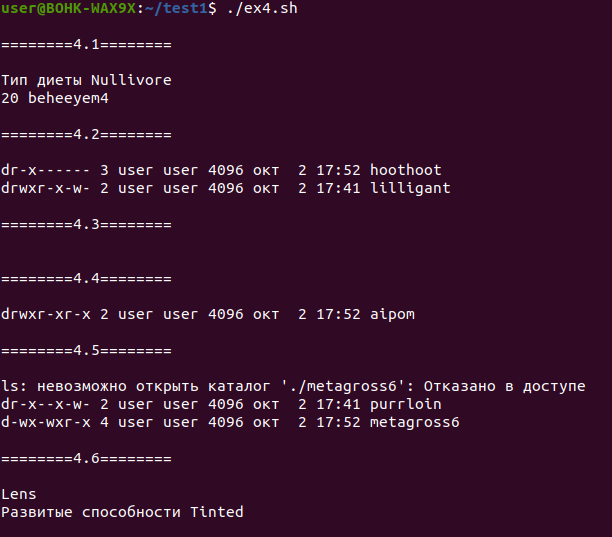 user@BOHK-WAX9X:~/test1$ ./ex4.sh
========4.1========
Тип диеты Nullivore
20 beheeyem4
========4.2========
dr-x------ 3 user user 4096 окт  2 17:52 hoothoot
drwxr-x-w- 2 user user 4096 окт  2 17:41 lilligant
========4.3========
========4.4========
drwxr-xr-x 2 user user 4096 окт  2 17:52 aipom
========4.5========
ls: невозможно открыть каталог './metagross6': Отказано в доступе
dr-x--x-w- 2 user user 4096 окт  2 17:41 purrloin
d-wx-wxr-x 4 user user 4096 окт  2 17:52 metagross6
========4.6========
Lens
Развитые способности Tinted